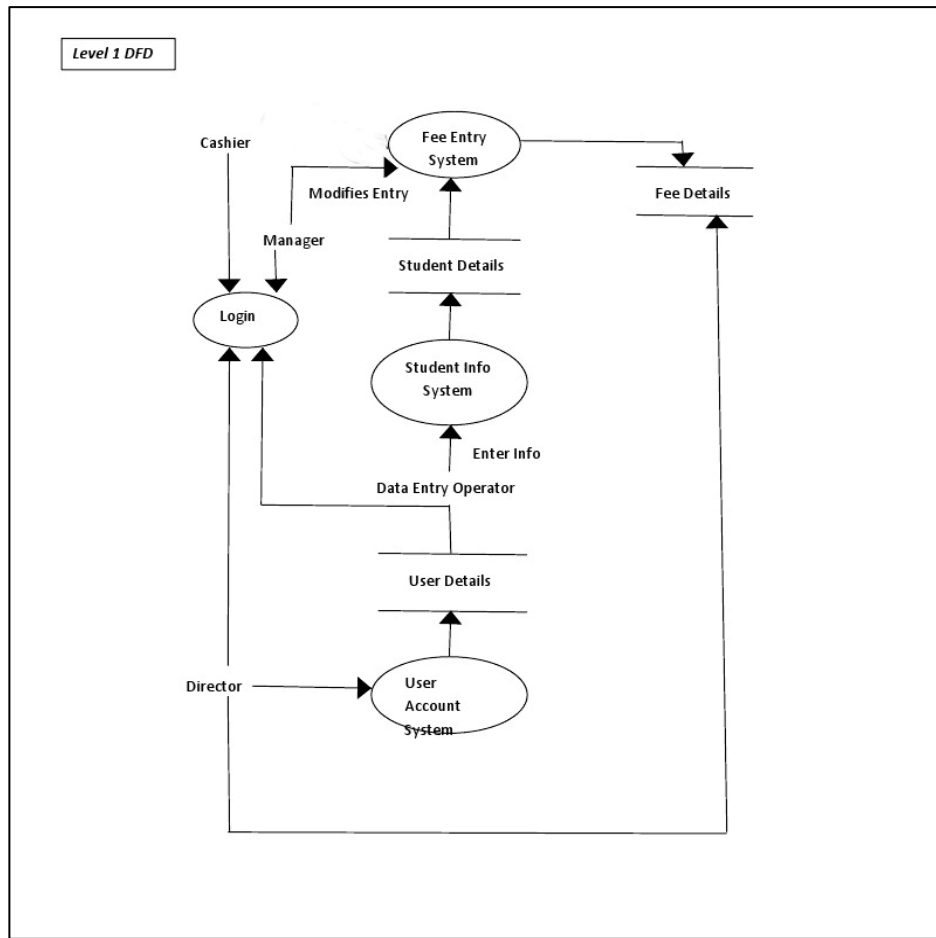 Level 1 DFD
Cashier
Fee Entry
System
Modifies Entry
Fee Details
Manager
Student Details
Login
Student Info
System
Enter Info
Data Entry Operator
User Details
Director
User
Account
System